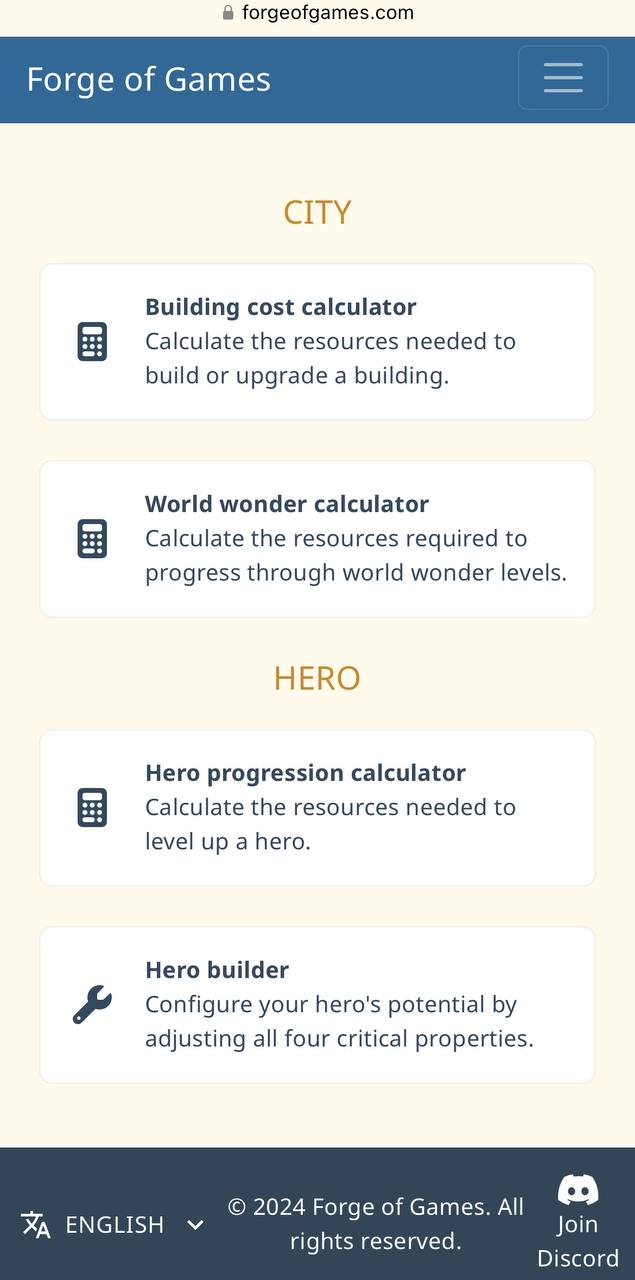 forgeofgames.com
Forge of Games
CITY
Building cost calculator
Calculate the resources needed to
build or upgrade a building.
World wonder calculator
Calculate the resources required to
progress through world wonder levels.
HERO
Hero progression calculator
Calculate the resources needed to
level up a hero.
Hero builder
Configure your hero's potential by
adjusting all four critical properties.
ENGLISH
© 2024 Forge of Games. All
rights reserved.
Join
Discord